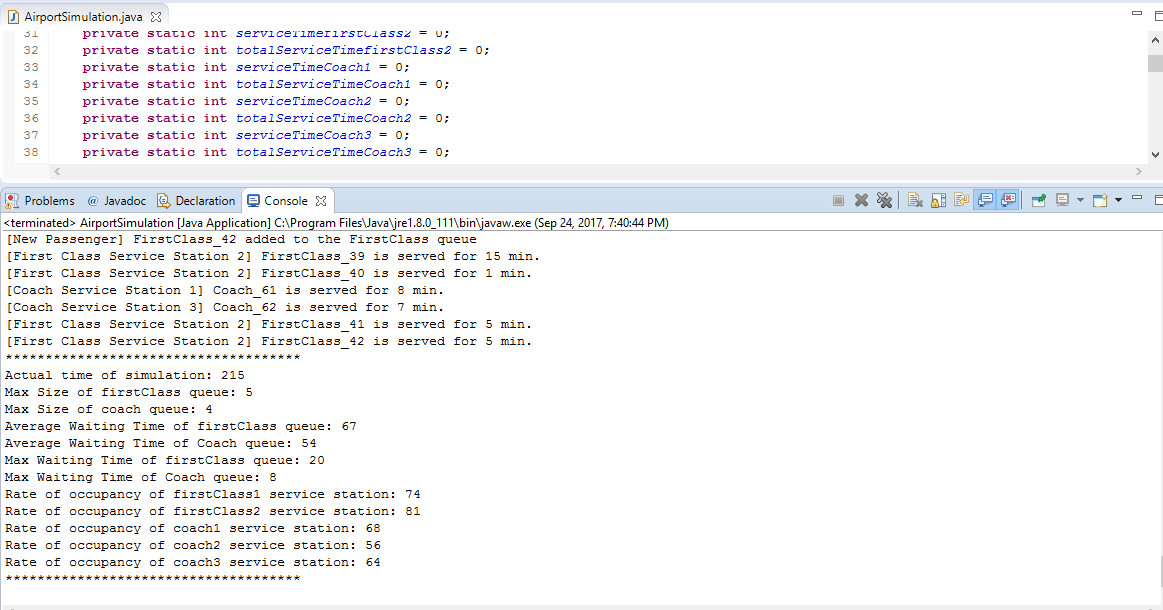 AirportSimulation.java
31 private static int serviceTimefirstClass2 = 0;
32 private static int totalServiceTimefirstClass2 = 0;
33 private static int serviceTimeCoach1 = 0;
34 private static int totalServiceTimeCoach1 = 0;
35 private static int serviceTimeCoach2 = 0;
36 private static int totalServiceTimeCoach2 = 0;
37 private static int serviceTimeCoach3 = 0;
38 private static int totalServiceTimeCoach3 = 0;
Problems @ Javadoc Declaration Console
<terminated> AirportSimulation [Java Application] C:\Program Files\Java\jre1.8.0_111\bin\javaw.exe (Sep 24, 2017, 7:40:44 PM)
[New Passenger] FirstClass_42 added to the FirstClass queue
[First Class Service Station 2] FirstClass_39 is served for 15 min.
[First Class Service Station 2] FirstClass_40 is served for 1 min.
[Coach Service Station 1] Coach_61 is served for 8 min.
[Coach Service Station 3] Coach_62 is served for 7 min.
[First Class Service Station 2] FirstClass_41 is served for 5 min.
[First Class Service Station 2] FirstClass_42 is served for 5 min.
*************************************
Actual time of simulation: 215
Max Size of firstClass queue: 5
Max Size of coach queue: 4
Average Waiting Time of firstClass queue: 67
Average Waiting Time of Coach queue: 54
Max Waiting Time of firstClass queue: 20
Max Waiting Time of Coach queue: 8
Rate of occupancy of firstClass1 service station: 74
Rate of occupancy of firstClass2 service station: 81
Rate of occupancy of coach1 service station: 68
Rate of occupancy of coach2 service station: 56
Rate of occupancy of coach3 service station: 64
*************************************